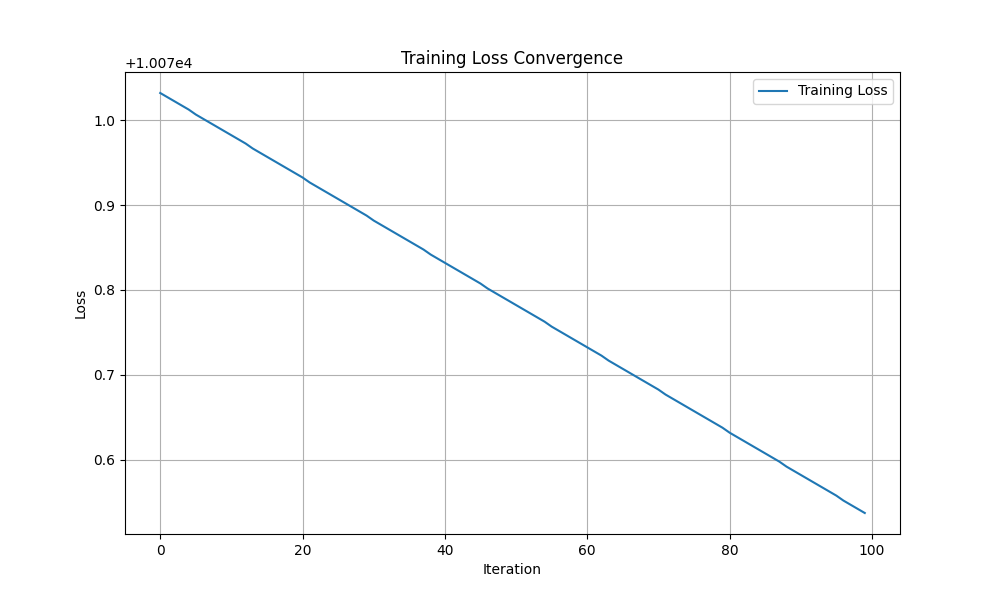 Training Loss Convergence
+1.007e4
Training Loss
1.0
0.9
0.8
0.7
0.6
Loss
0 20 40 60 80 100
Iteration